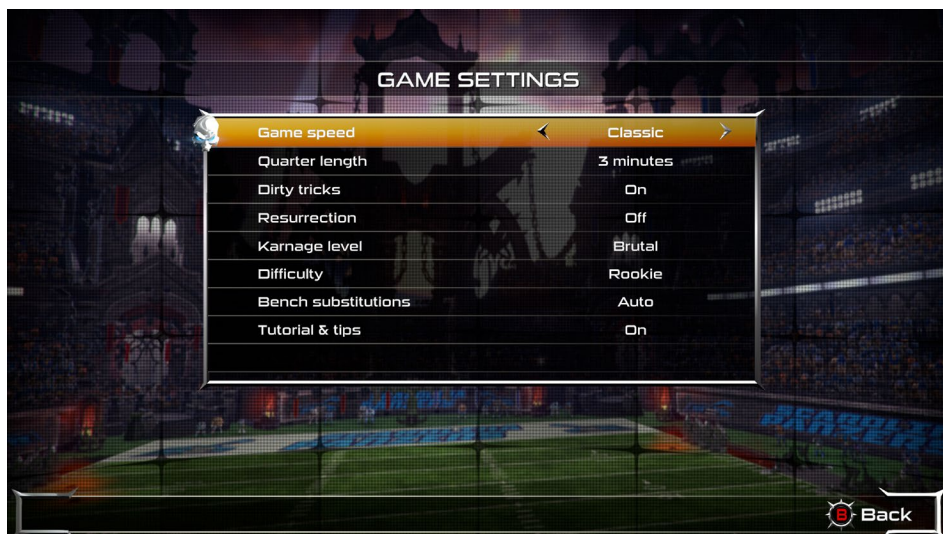 GAME SETTINGS
Game speed Classic
Quarter length 3 minutes
Dirty tricks On
Resurrection Off
Karnage level Brutal
Difficulty Rookie
Bench substitutions Auto
Tutorial & tips On
B Back